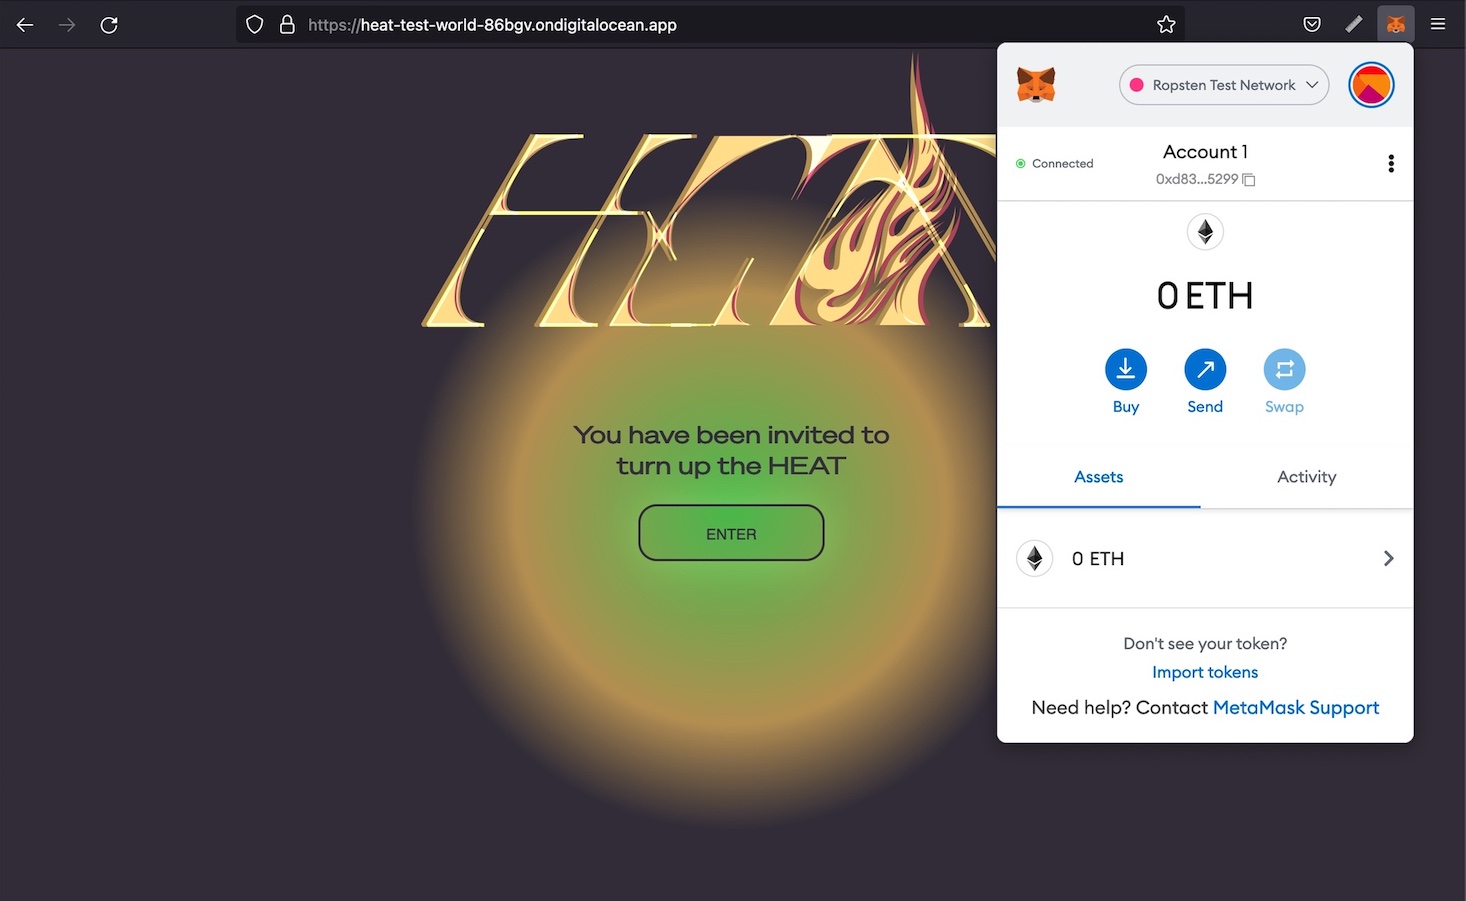 https://heat-test-world-86bgv.ondigitalocean.app
HEAT
You have been invited to
turn up the HEAT
ENTER
Ropsten Test Network
Connected
Account 1
0xd83...5299
0 ETH
Buy
Send
Swap
Assets
Activity
0 ETH
Don't see your token?
Import tokens
Need help? Contact MetaMask Support